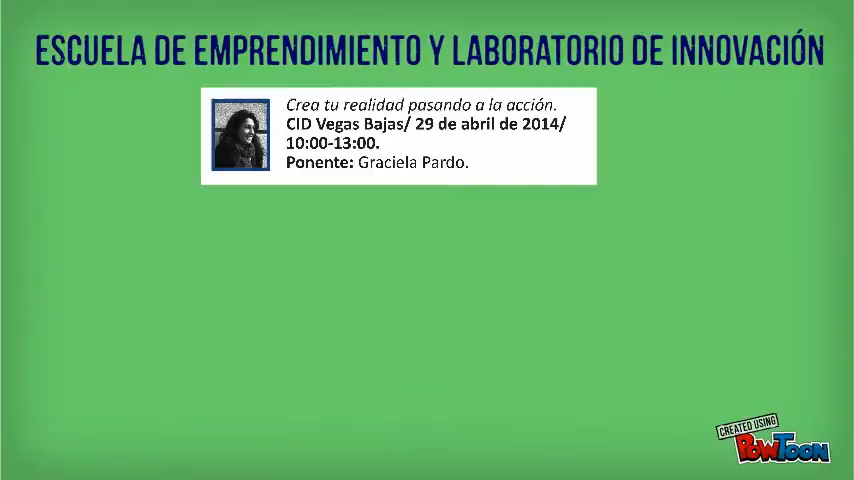 ESCUELA DE EMPRENDIMIENTO Y LABORATORIO DE INNOVACIÓN
Crea tu realidad pasando a la acción.
CID Vegas Bajas/ 29 de abril de 2014/
10:00-13:00.
Ponente: Graciela Pardo.
CREATED USING
POWTOON